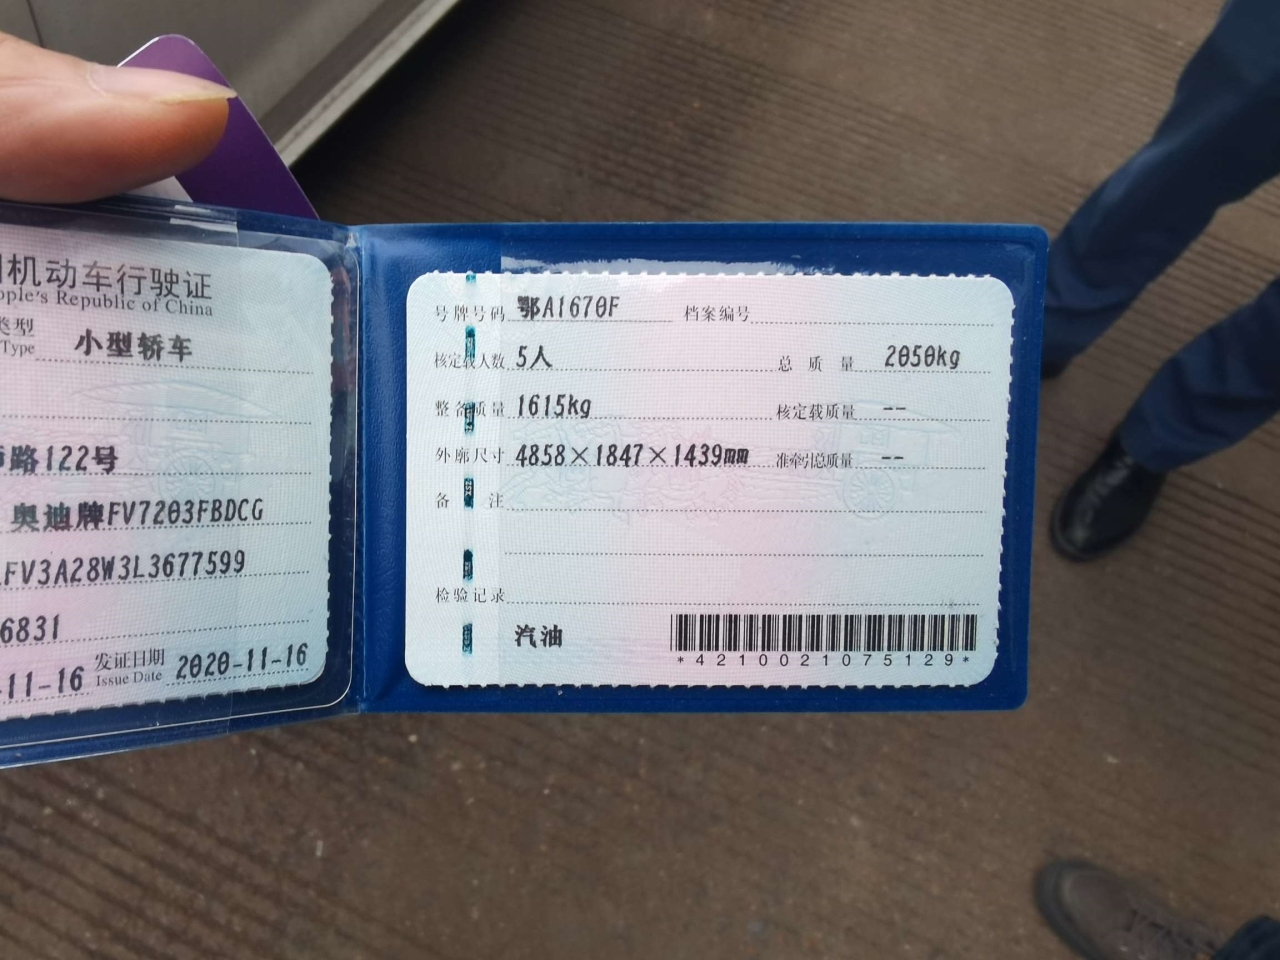 机动车行驶证
ople's Republic of China
类型 小型轿车
Type
路122号
奥迪牌FV7203FBDCG
FV3A28W3L3677599
6831
-11-16 发证日期 2020-11-16
Issue Date
号牌号码 鄂A1670F 档案编号
核定载人数 5人 总质量 2050kg
整备质量 1615kg 核定载质量 --
外廓尺寸 4858×1847×1439mm 准牵引总质量 --
备注
检验记录
汽油
*4210021075129*